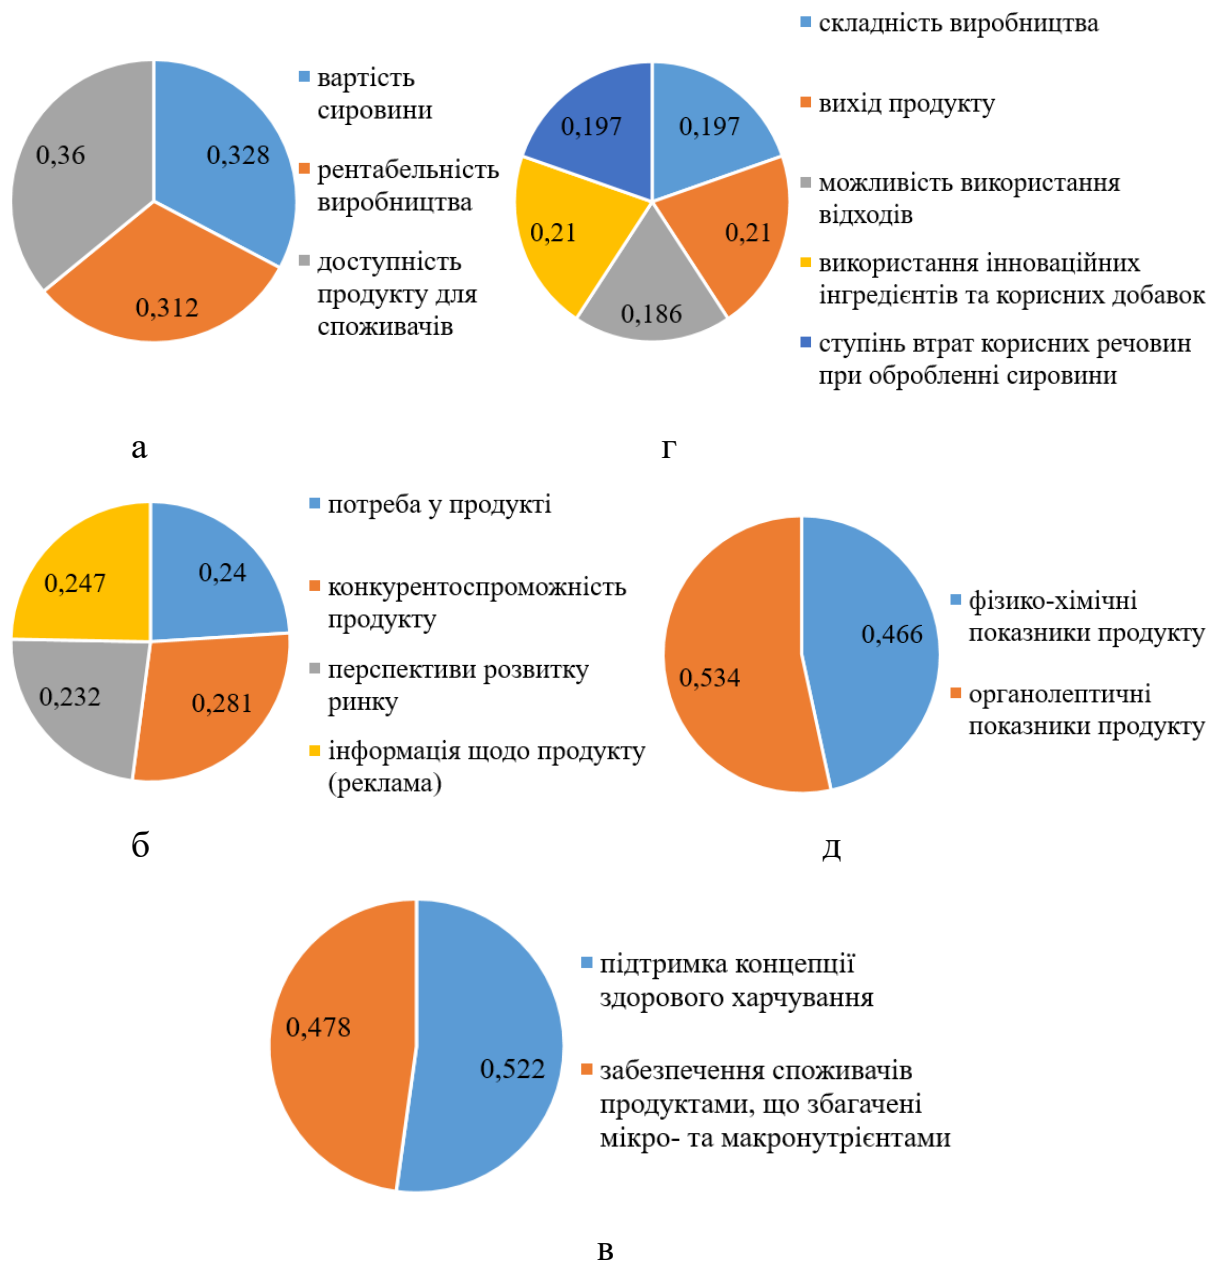 0,36
0,328
0,312
вартість
сировини
рентабельність
виробництва
доступність
продукту для
споживачів
а
0,197
0,197
0,21
0,21
0,186
складність виробництва
вихід продукту
можливість використання
відходів
використання інноваційних
інгредієнтів та корисних добавок
ступінь втрат корисних речовин
при обробленні сировини
г
0,247
0,24
0,232
0,281
потреба у продукті
конкурентоспроможність
продукту
перспективи розвитку
ринку
інформація щодо продукту
(реклама)
б
0,466
0,534
фізико-хімічні
показники продукту
органолептичні
показники продукту
д
0,478
0,522
підтримка концепції
здорового харчування
забезпечення споживачів
продуктами, що збагачені
мікро- та макронутрієнтами
в